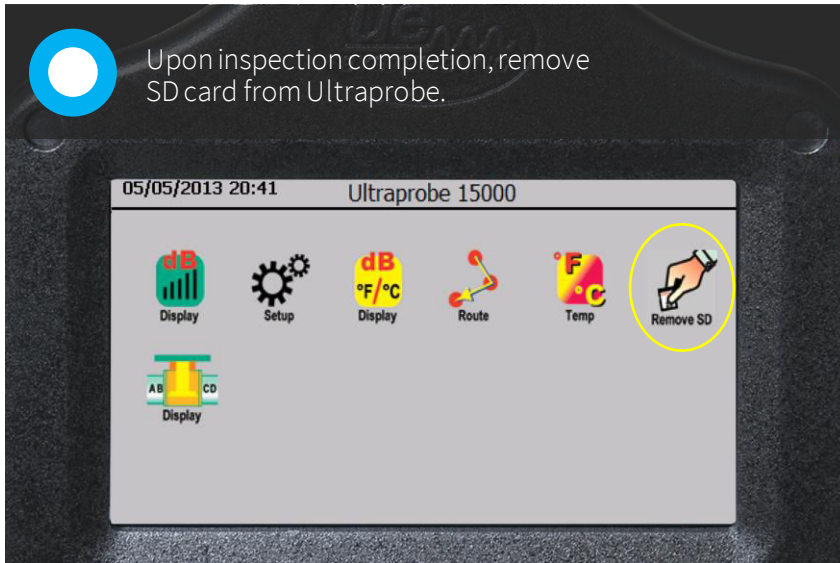 UE
Upon inspection completion, remove
SD card from Ultraprobe.
05/05/2013 20:41
Ultraprobe 15000
dB
Display
Setup
dB
°F/°C
Display
Route
°F
°C
Temp
Remove SD
AB CD
Display